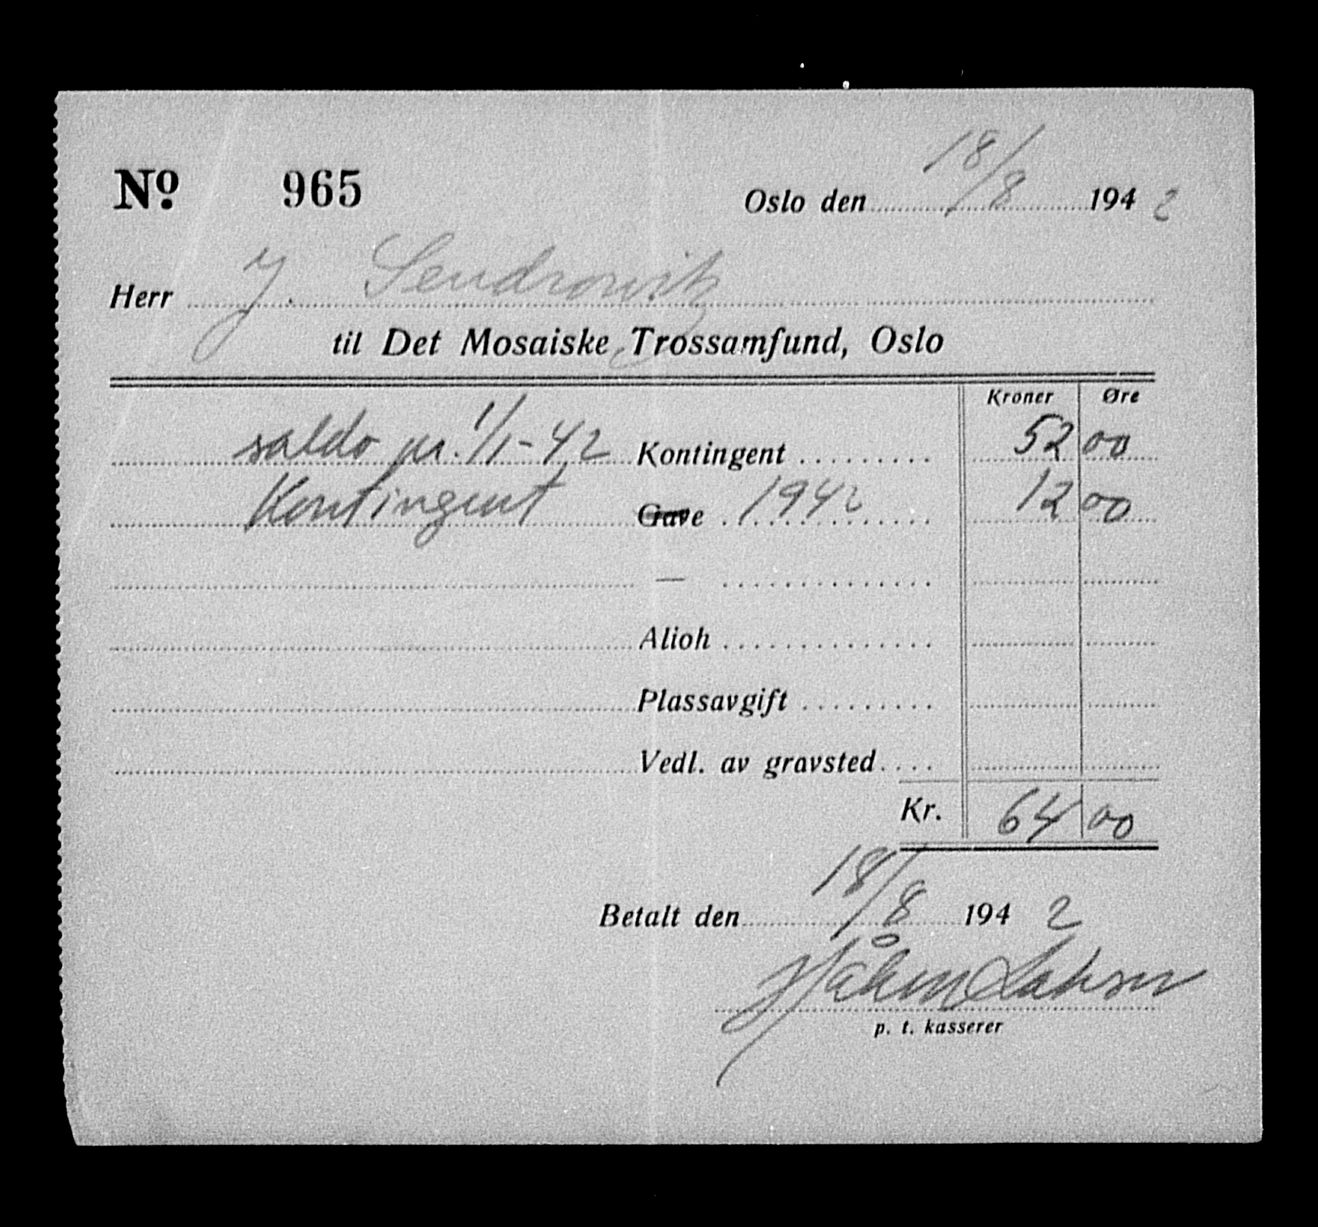 Nº 965
Oslo den 18/8 1942
Herr J. Sendrowitz
til Det Mosaiske Trossamfund, Oslo
Kroner Øre
saldo pr. 1/1-42 Kontingent ......... 52 00
Kontingent Gave . 1942 12 00
— ..............
Alioh ..............
Plassavgift .........
Vedl. av gravsted ....
Kr. 64 00
Betalt den 18/8 1942
Håkon Laksov
p. t. kasserer